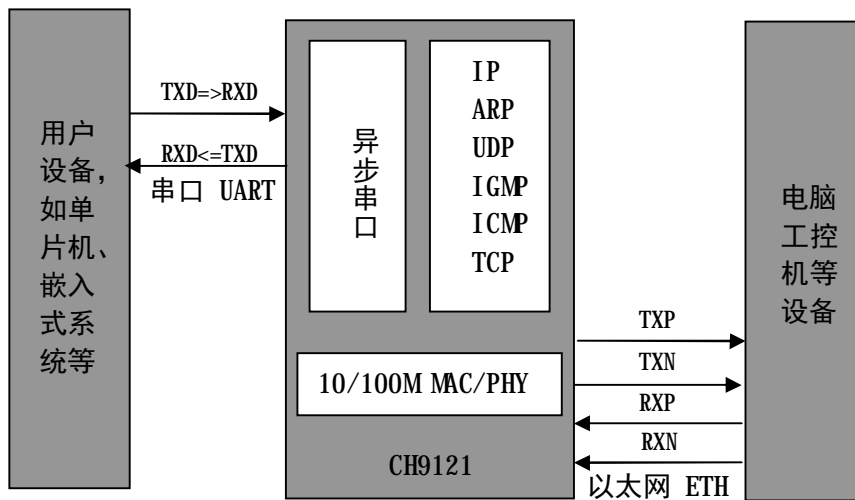 用户
设备，
如单
片机、
嵌入
式系
统等
TXD=>RXD
RXD<=TXD
串口 UART
异步串口
IP
ARP
UDP
IGMP
ICMP
TCP
10/100M MAC/PHY
CH9121
TXP
TXN
RXP
RXN
以太网 ETH
电脑
工控
机等
设备